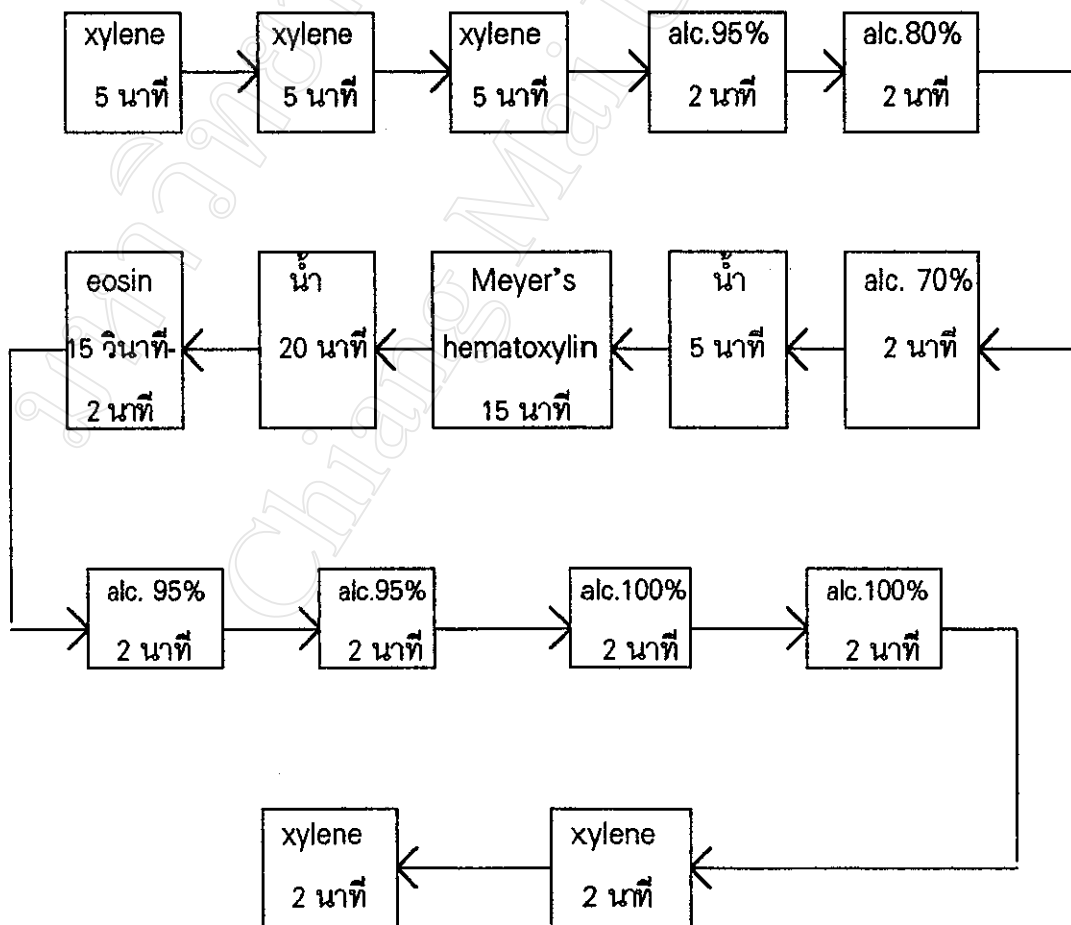 xylene
5 นาที
xylene
5 นาที
xylene
5 นาที
alc.95%
2 นาที
alc.80%
2 นาที
alc. 70%
2 นาที
น้ำ
5 นาที
Meyer's
hematoxylin
15 นาที
น้ำ
20 นาที
eosin
15 วินาที-
2 นาที
alc. 95%
2 นาที
alc.95%
2 นาที
alc.100%
2 นาที
alc.100%
2 นาที
xylene
2 นาที
xylene
2 นาที
Chiang Mai